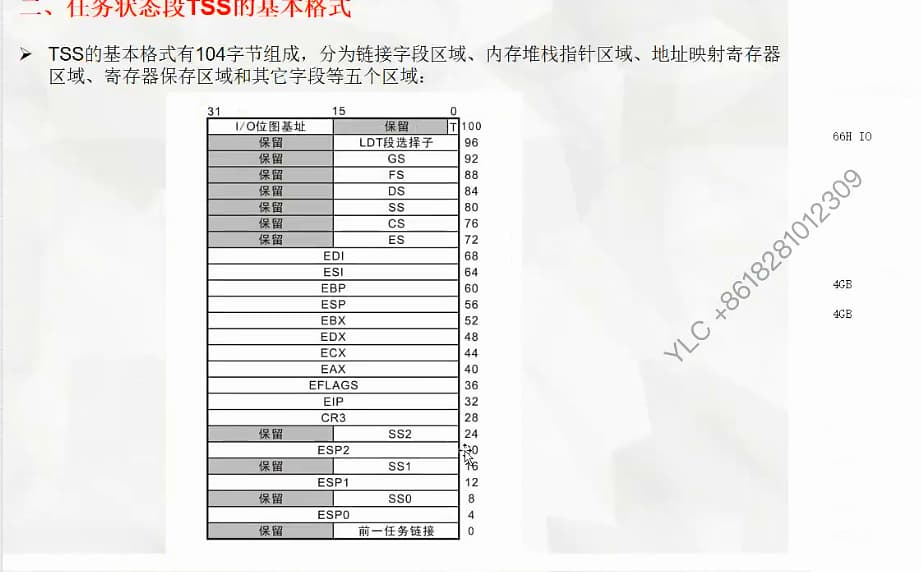 二、任务状态段TSS的基本格式
➢ TSS的基本格式有104字节组成，分为链接字段区域、内存堆栈指针区域、地址映射寄存器
区域、寄存器保存区域和其它字段等五个区域：
31 15 0
I/O位图基址 保留 T 100
保留 LDT段选择子 96
保留 GS 92
保留 FS 88
保留 DS 84
保留 SS 80
保留 CS 76
保留 ES 72
EDI 68
ESI 64
EBP 60
ESP 56
EBX 52
EDX 48
ECX 44
EAX 40
EFLAGS 36
EIP 32
CR3 28
保留 SS2 24
ESP2
保留 SS1 16
ESP1 12
保留 SS0 8
ESP0 4
保留 前一任务链接 0
66H IO
4GB
4GB
YLC +8618281012309